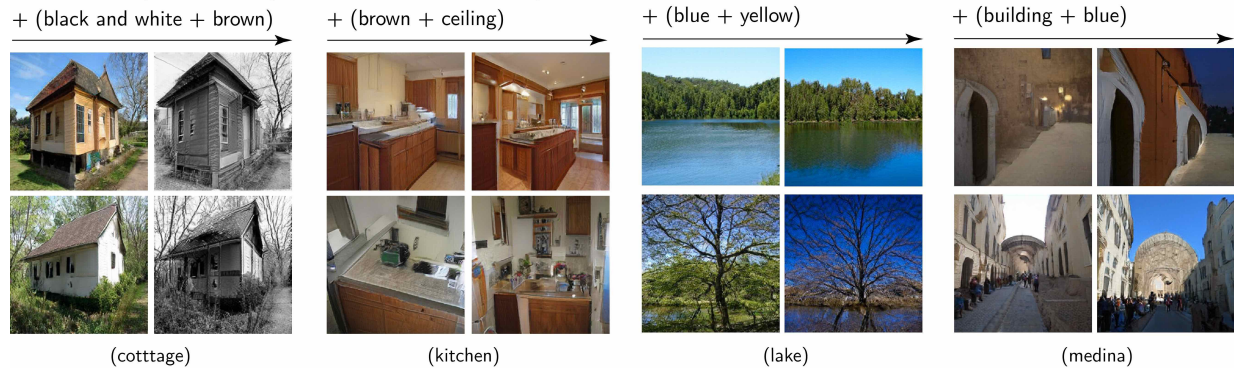 + (black and white + brown)
+ (brown + ceiling)
+ (blue + yellow)
+ (building + blue)
(cotttage)
(kitchen)
(lake)
(medina)